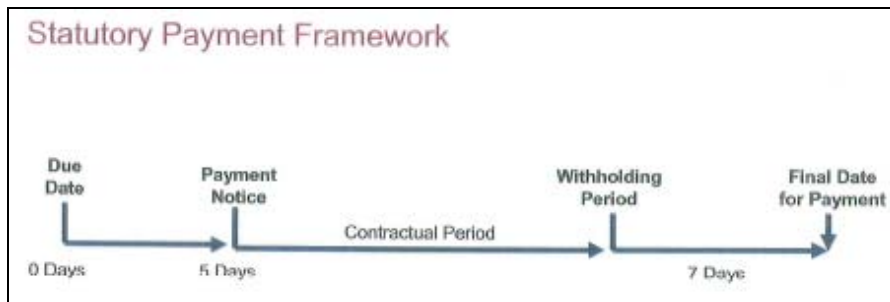 Statutory Payment Framework
Due
Date
Payment
Notice
Contractual Period
Withholding
Period
Final Date
for Payment
0 Days
5 Days
7 Days